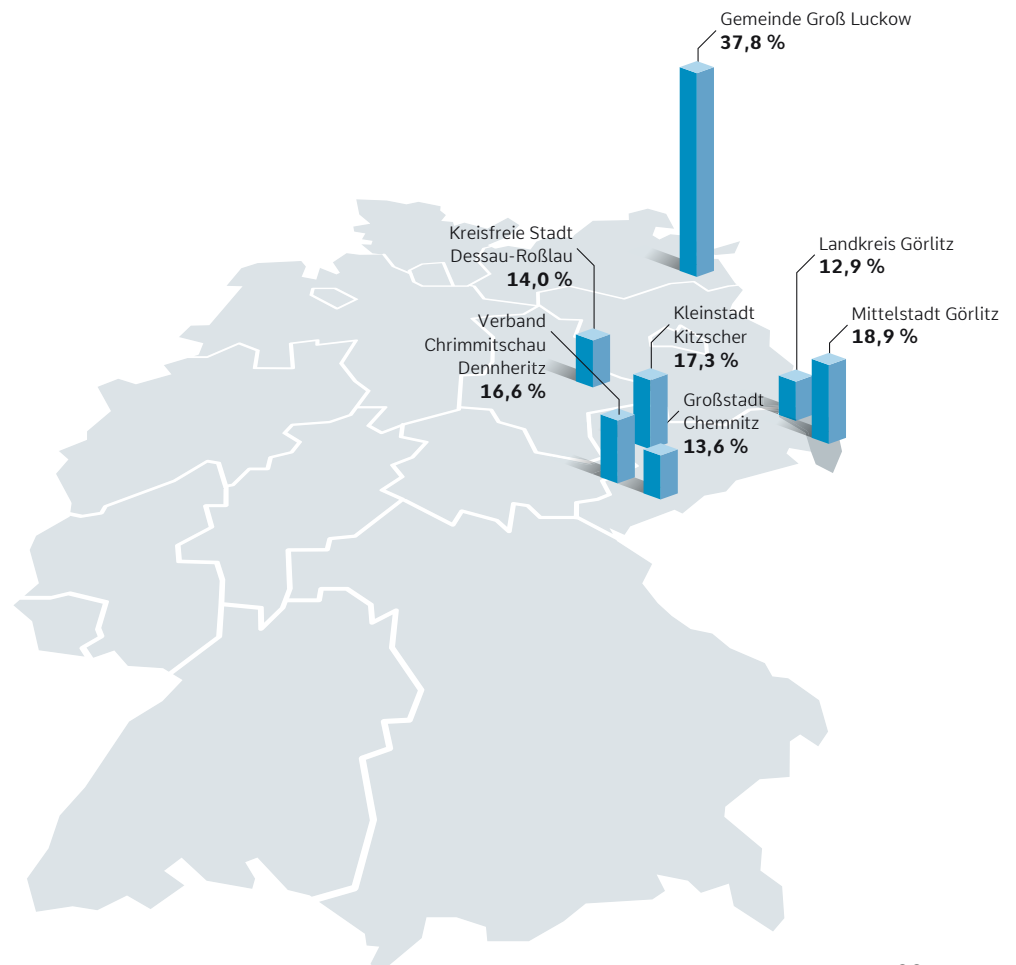 Gemeinde Groß Luckow
37,8 %
Kreisfreie Stadt
Dessau-Roßlau
14,0 %
Landkreis Görlitz
12,9 %
Verband
Chrimmitschau
Dennheritz
16,6 %
Kleinstadt
Kitzscher
17,3 %
Mittelstadt Görlitz
18,9 %
Großstadt
Chemnitz
13,6 %